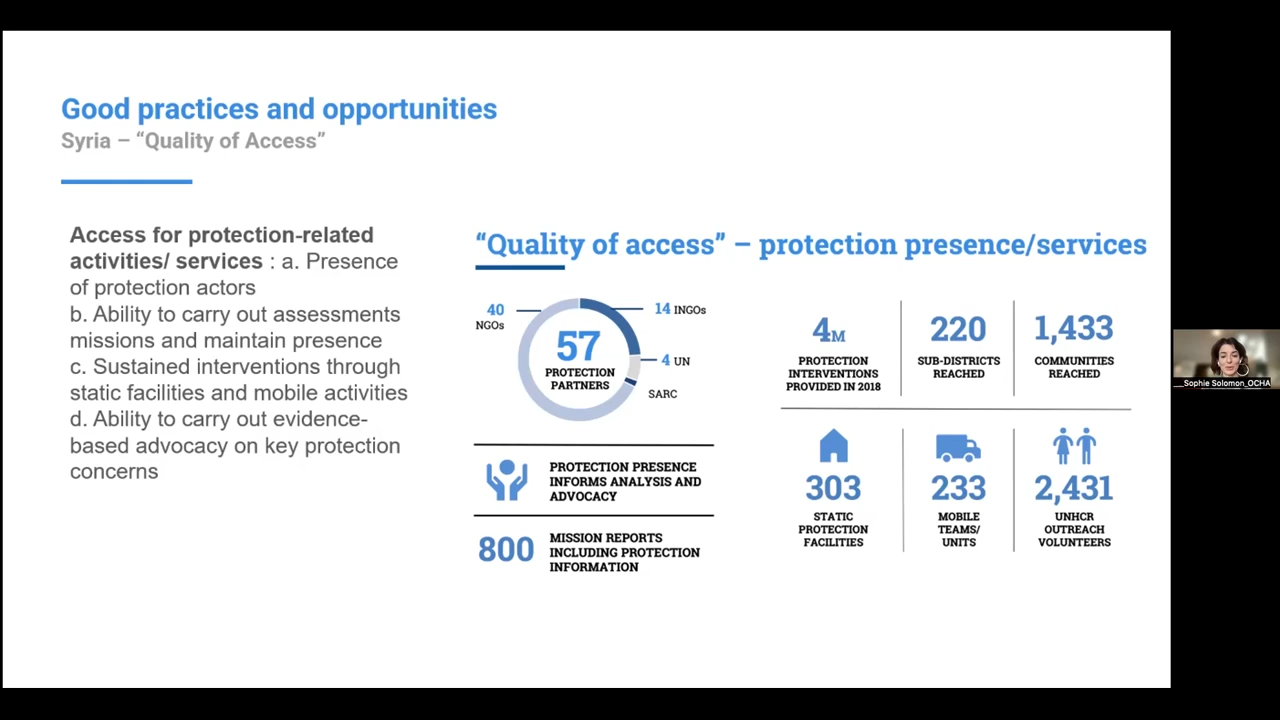 Good practices and opportunities
Syria – “Quality of Access”
Access for protection-related
activities/ services : a. Presence
of protection actors
b. Ability to carry out assessments
missions and maintain presence
c. Sustained interventions through
static facilities and mobile activities
d. Ability to carry out evidence-
based advocacy on key protection
concerns
“Quality of access” – protection presence/services
40
NGOs
14 INGOs
57
PROTECTION
PARTNERS
4 UN
SARC
PROTECTION PRESENCE
INFORMS ANALYSIS AND
ADVOCACY
800
MISSION REPORTS
INCLUDING PROTECTION
INFORMATION
4M
PROTECTION
INTERVENTIONS
PROVIDED IN 2018
220
SUB-DISTRICTS
REACHED
1,433
COMMUNITIES
REACHED
303
STATIC
PROTECTION
FACILITIES
233
MOBILE
TEAMS/
UNITS
2,431
UNHCR
OUTREACH
VOLUNTEERS
__Sophie Solomon_OCHA